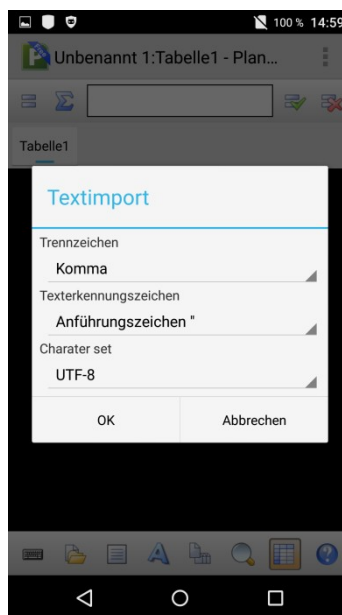 100 % 14:59
Unbenannt 1:Tabelle1 - Plan...
Tabelle1
Textimport
Trennzeichen
Komma
Texterkennungszeichen
Anführungszeichen "
Charater set
UTF-8
OK Abbrechen